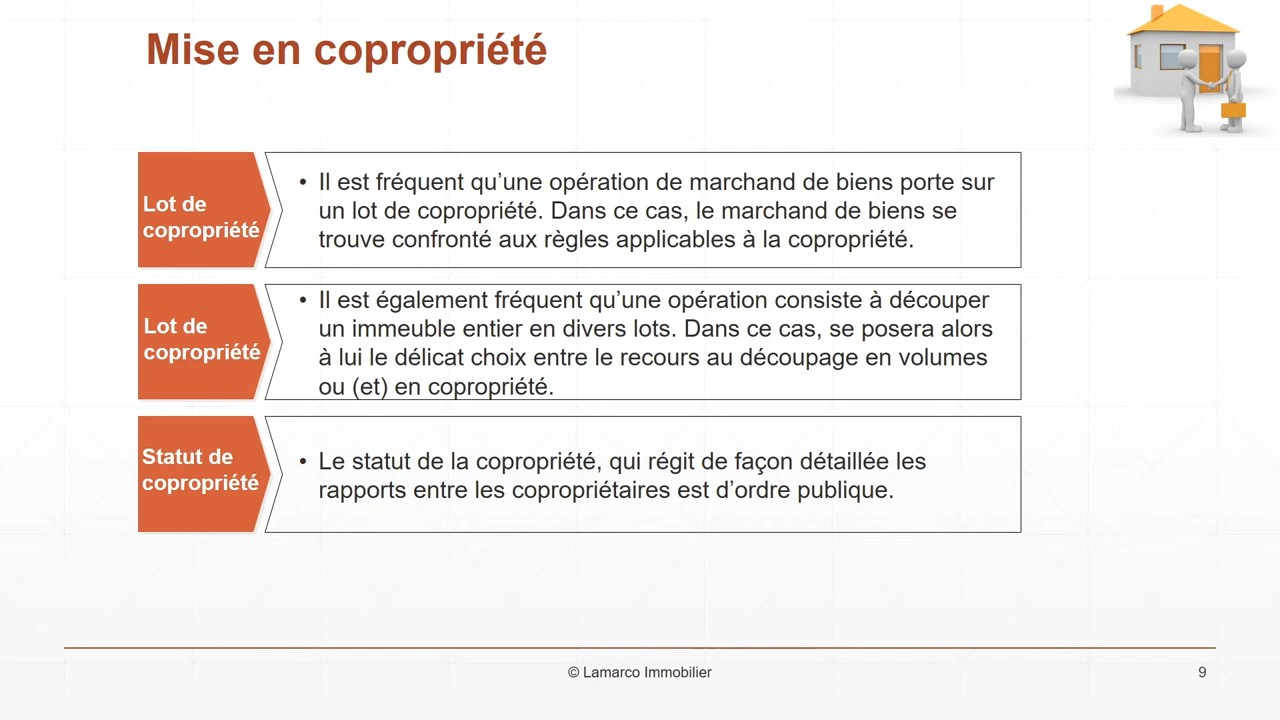 Mise en copropriété
Lot de
copropriété
• Il est fréquent qu’une opération de marchand de biens porte sur
un lot de copropriété. Dans ce cas, le marchand de biens se
trouve confronté aux règles applicables à la copropriété.
Lot de
copropriété
• Il est également fréquent qu’une opération consiste à découper
un immeuble entier en divers lots. Dans ce cas, se posera alors
à lui le délicat choix entre le recours au découpage en volumes
ou (et) en copropriété.
Statut de
copropriété
• Le statut de la copropriété, qui régit de façon détaillée les
rapports entre les copropriétaires est d’ordre publique.
© Lamarco Immobilier
9